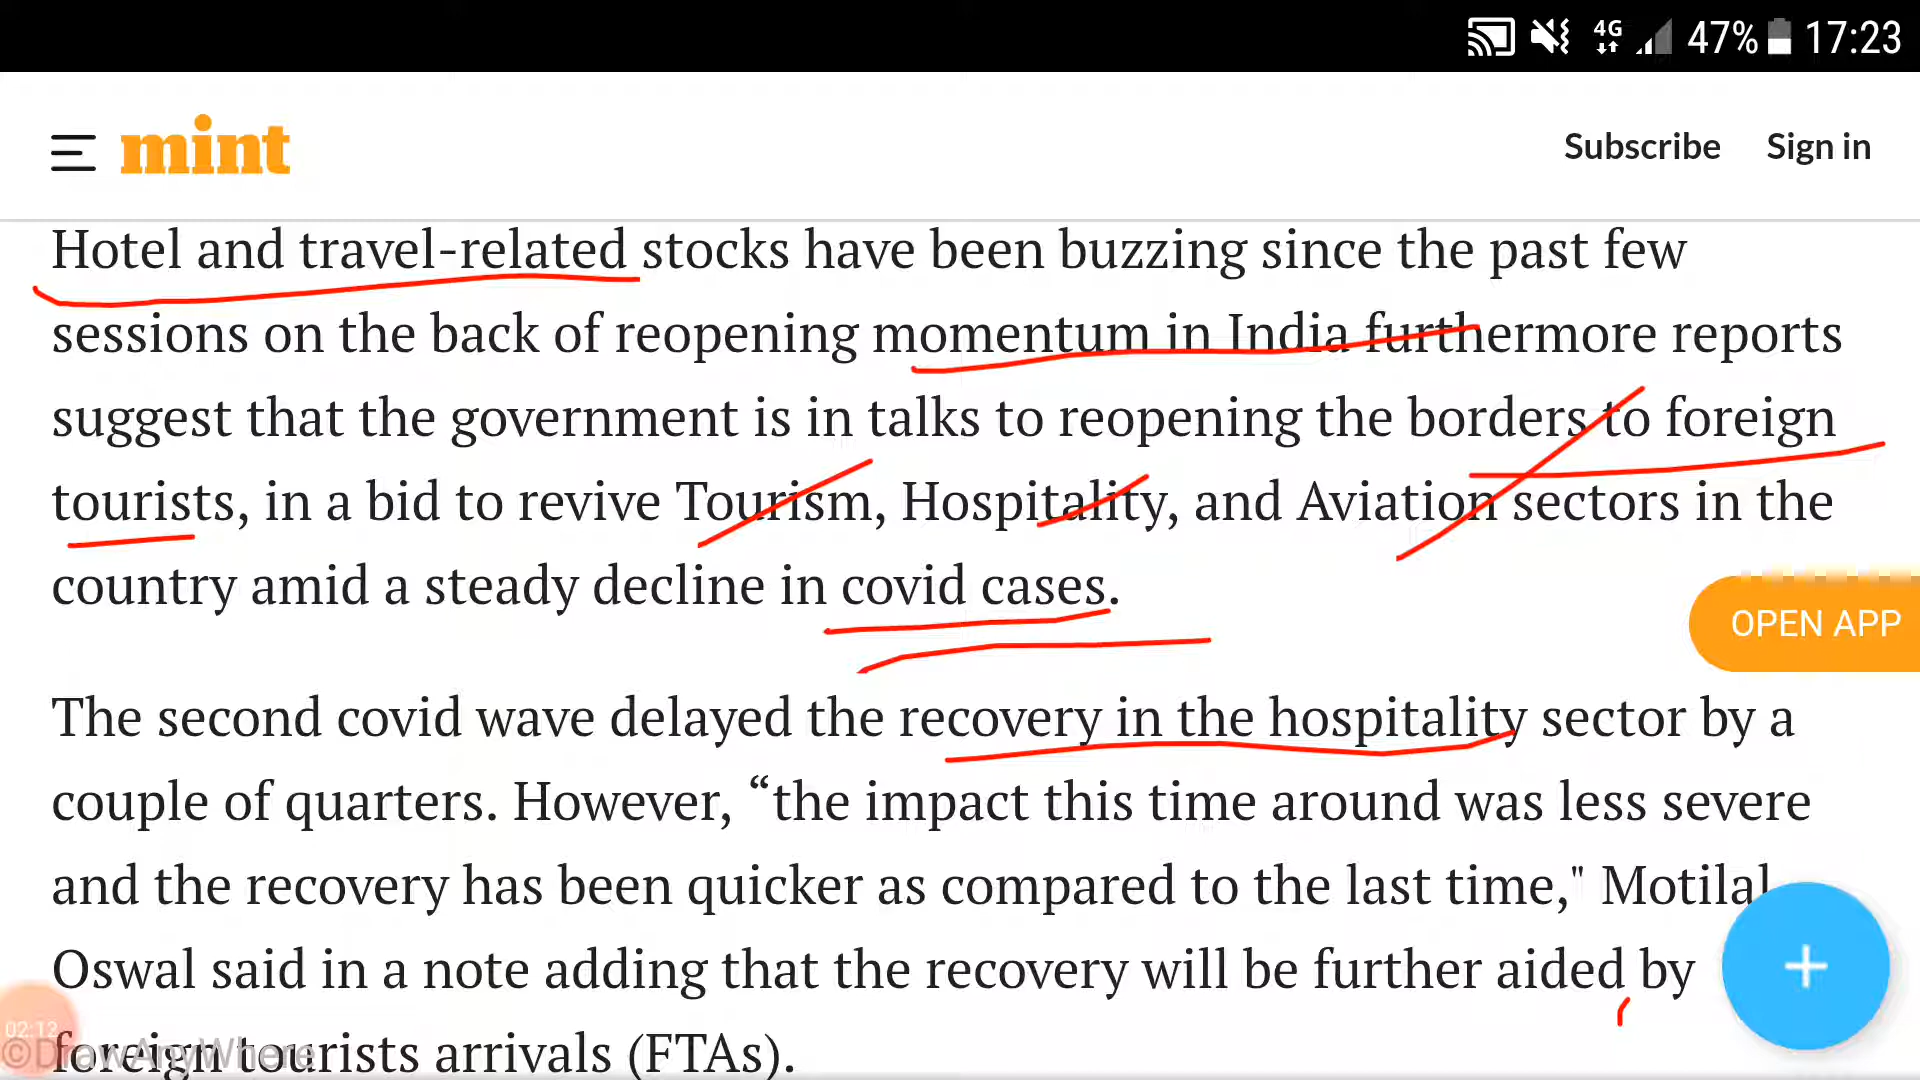 4G 47% 17:23
mint Subscribe Sign in
Hotel and travel-related stocks have been buzzing since the past few
sessions on the back of reopening momentum in India furthermore reports
suggest that the government is in talks to reopening the borders to foreign
tourists, in a bid to revive Tourism, Hospitality, and Aviation sectors in the
country amid a steady decline in covid cases.
OPEN APP
The second covid wave delayed the recovery in the hospitality sector by a
couple of quarters. However, “the impact this time around was less severe
and the recovery has been quicker as compared to the last time," Motilal
Oswal said in a note adding that the recovery will be further aided by
02:13
foreign tourists arrivals (FTAs).
©DrawAnyWhere